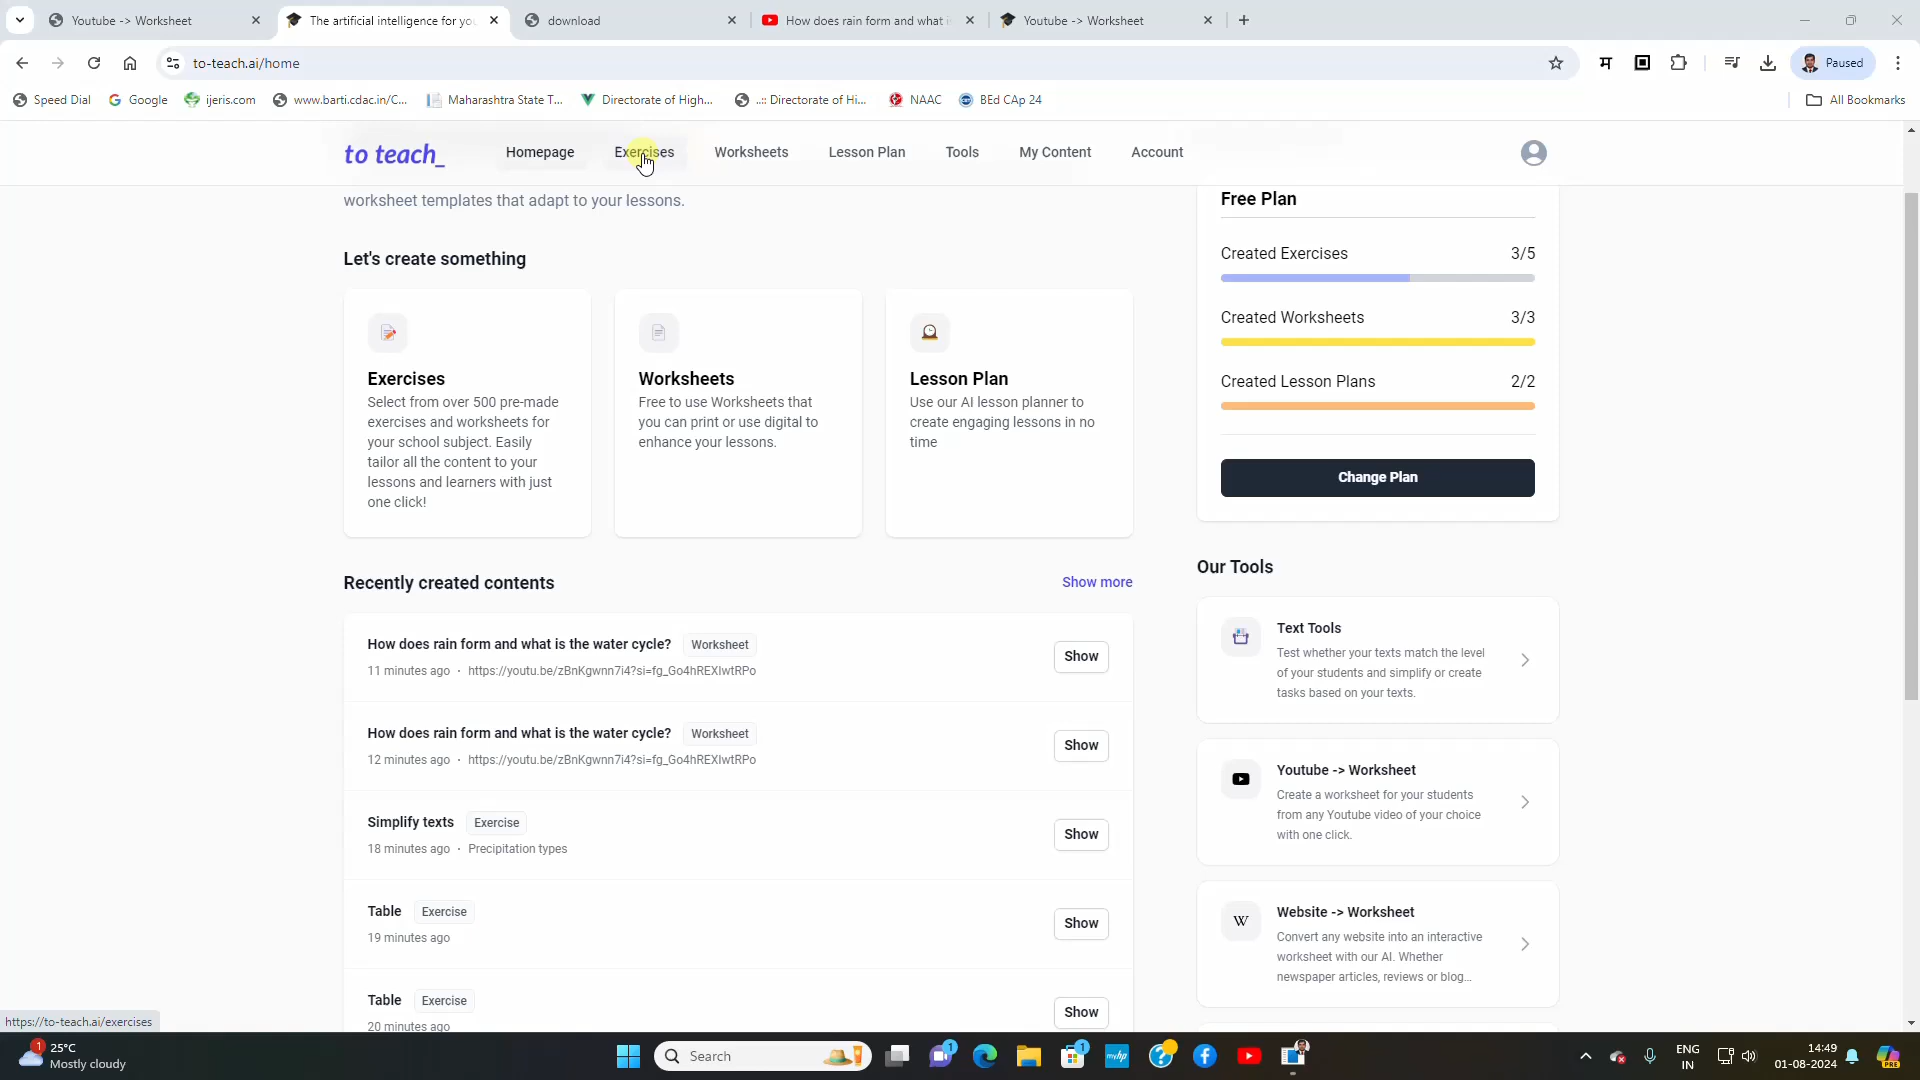 Youtube -> Worksheet
The artificial intelligence for you
download
How does rain form and what i
Youtube -> Worksheet
to-teach.ai/home
Paused
Speed Dial
Google
ijeris.com
www.barti.cdac.in/C...
Maharashtra State T...
Directorate of High...
..:: Directorate of Hi...
NAAC
BEd CAp 24
All Bookmarks
to teach_
Homepage
Exercises
Worksheets
Lesson Plan
Tools
My Content
Account
worksheet templates that adapt to your lessons.
Let's create something
Exercises
Select from over 500 pre-made
exercises and worksheets for
your school subject. Easily
tailor all the content to your
lessons and learners with just
one click!
Worksheets
Free to use Worksheets that
you can print or use digital to
enhance your lessons.
Lesson Plan
Use our AI lesson planner to
create engaging lessons in no
time
Free Plan
Created Exercises 3/5
Created Worksheets 3/3
Created Lesson Plans 2/2
Change Plan
Recently created contents
Show more
How does rain form and what is the water cycle? Worksheet
11 minutes ago · https://youtu.be/zBnKgwnn7i4?si=fg_Go4hREXIwtRPo
Show
How does rain form and what is the water cycle? Worksheet
12 minutes ago · https://youtu.be/zBnKgwnn7i4?si=fg_Go4hREXIwtRPo
Show
Simplify texts Exercise
18 minutes ago · Precipitation types
Show
Table Exercise
19 minutes ago
Show
Table Exercise
20 minutes ago
Show
Our Tools
Text Tools
Test whether your texts match the level
of your students and simplify or create
tasks based on your texts.
Youtube -> Worksheet
Create a worksheet for your students
from any Youtube video of your choice
with one click.
W
Website -> Worksheet
Convert any website into an interactive
worksheet with our AI. Whether
newspaper articles, reviews or blog...
https://to-teach.ai/exercises
1
25°C
Mostly cloudy
Search
1
1
myhp
PRE
ENG
IN
14:49
01-08-2024